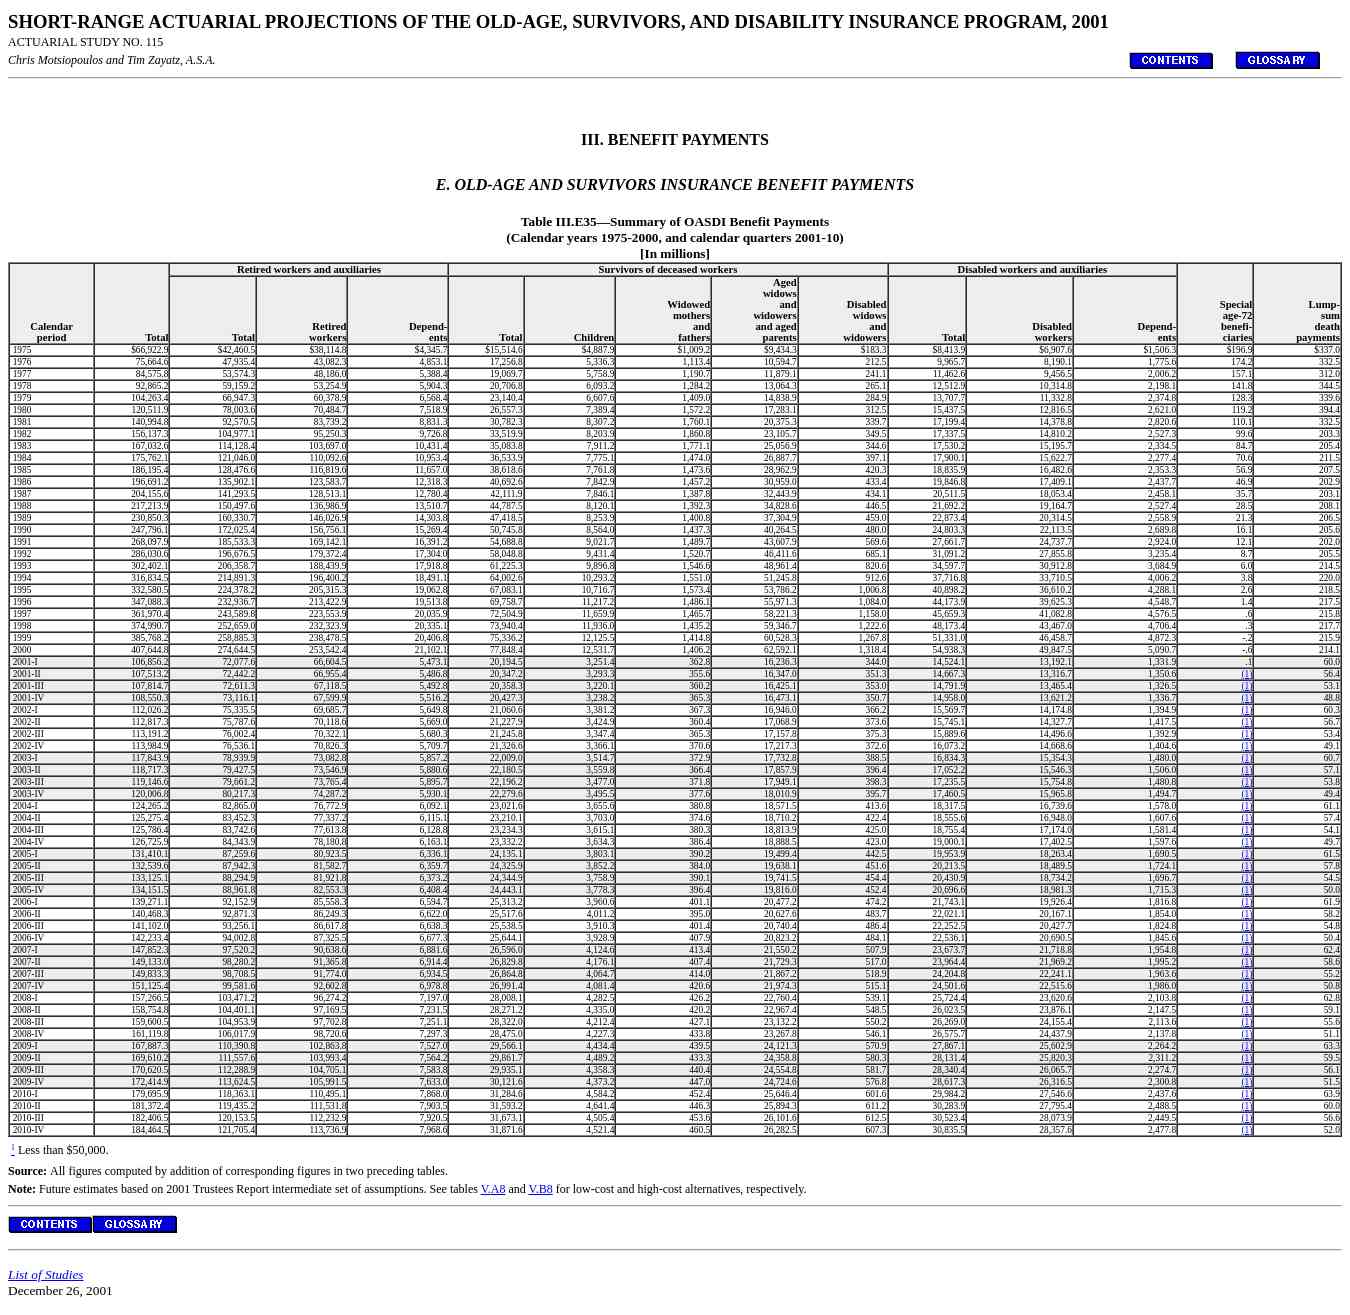 SHORT-RANGE ACTUARIAL PROJECTIONS OF THE OLD-AGE, SURVIVORS, AND DISABILITY INSURANCE PROGRAM, 2001
ACTUARIAL STUDY NO. 115
Chris Motsiopoulos and Tim Zayatz, A.S.A. CONTENTS GLOSSARY
III. BENEFIT PAYMENTS
E. OLD-AGE AND SURVIVORS INSURANCE BENEFIT PAYMENTS
Table III.E35—Summary of OASDI Benefit Payments
(Calendar years 1975-2000, and calendar quarters 2001-10)
[In millions]
Retired workers and auxiliaries Survivors of deceased workers Disabled workers and auxiliaries
Calendar period Total Total Retired workers Depend-ents Total Children Widowed mothers and fathers Aged widows and widowers and aged parents Disabled widows and widowers Total Disabled workers Depend-ents Special age-72 benefi-ciaries Lump-sum death payments
1975 $66,922.9 $42,460.5 $38,114.8 $4,345.7 $15,514.6 $4,887.9 $1,009.2 $9,434.3 $183.3 $8,413.9 $6,907.6 $1,506.3 $196.9 $337.0
1976 75,664.6 47,935.4 43,082.3 4,853.1 17,256.8 5,336.3 1,113.4 10,594.7 212.5 9,965.7 8,190.1 1,775.6 174.2 332.5
1977 84,575.8 53,574.3 48,186.0 5,388.4 19,069.7 5,758.9 1,190.7 11,879.1 241.1 11,462.6 9,456.5 2,006.2 157.1 312.0
1978 92,865.2 59,159.2 53,254.9 5,904.3 20,706.8 6,093.2 1,284.2 13,064.3 265.1 12,512.9 10,314.8 2,198.1 141.8 344.5
1979 104,263.4 66,947.3 60,378.9 6,568.4 23,140.4 6,607.6 1,409.0 14,838.9 284.9 13,707.7 11,332.8 2,374.8 128.3 339.6
1980 120,511.9 78,003.6 70,484.7 7,518.9 26,557.3 7,389.4 1,572.2 17,283.1 312.5 15,437.5 12,816.5 2,621.0 119.2 394.4
1981 140,994.8 92,570.5 83,739.2 8,831.3 30,782.3 8,307.2 1,760.1 20,375.3 339.7 17,199.4 14,378.8 2,820.6 110.1 332.5
1982 156,137.3 104,977.1 95,250.3 9,726.8 33,519.9 8,203.9 1,860.8 23,105.7 349.5 17,337.5 14,810.2 2,527.3 99.6 203.3
1983 167,032.6 114,128.4 103,697.0 10,431.4 35,083.8 7,911.2 1,771.1 25,056.9 344.6 17,530.2 15,195.7 2,334.5 84.7 205.4
1984 175,762.1 121,046.0 110,092.6 10,953.4 36,533.9 7,775.1 1,474.0 26,887.7 397.1 17,900.1 15,622.7 2,277.4 70.6 211.5
1985 186,195.4 128,476.6 116,819.6 11,657.0 38,618.6 7,761.8 1,473.6 28,962.9 420.3 18,835.9 16,482.6 2,353.3 56.9 207.5
1986 196,691.2 135,902.1 123,583.7 12,318.3 40,692.6 7,842.9 1,457.2 30,959.0 433.4 19,846.8 17,409.1 2,437.7 46.9 202.9
1987 204,155.6 141,293.5 128,513.1 12,780.4 42,111.9 7,846.1 1,387.8 32,443.9 434.1 20,511.5 18,053.4 2,458.1 35.7 203.1
1988 217,213.9 150,497.6 136,986.9 13,510.7 44,787.5 8,120.1 1,392.3 34,828.6 446.5 21,692.2 19,164.7 2,527.4 28.5 208.1
1989 230,850.3 160,330.7 146,026.9 14,303.8 47,418.5 8,253.9 1,400.8 37,304.9 459.0 22,873.4 20,314.5 2,558.9 21.3 206.5
1990 247,796.1 172,025.4 156,756.1 15,269.4 50,745.8 8,564.0 1,437.3 40,264.5 480.0 24,803.3 22,113.5 2,689.8 16.1 205.6
1991 268,097.9 185,533.3 169,142.1 16,391.2 54,688.8 9,021.7 1,489.7 43,607.9 569.6 27,661.7 24,737.7 2,924.0 12.1 202.0
1992 286,030.6 196,676.5 179,372.4 17,304.0 58,048.8 9,431.4 1,520.7 46,411.6 685.1 31,091.2 27,855.8 3,235.4 8.7 205.5
1993 302,402.1 206,358.7 188,439.9 17,918.8 61,225.3 9,896.8 1,546.6 48,961.4 820.6 34,597.7 30,912.8 3,684.9 6.0 214.5
1994 316,834.5 214,891.3 196,400.2 18,491.1 64,002.6 10,293.2 1,551.0 51,245.8 912.6 37,716.8 33,710.5 4,006.2 3.8 220.0
1995 332,580.5 224,378.2 205,315.3 19,062.8 67,083.1 10,716.7 1,573.4 53,786.2 1,006.8 40,898.2 36,610.2 4,288.1 2.6 218.5
1996 347,088.3 232,936.7 213,422.9 19,513.8 69,758.7 11,217.2 1,486.1 55,971.3 1,084.0 44,173.9 39,625.3 4,548.7 1.4 217.5
1997 361,970.4 243,589.8 223,553.9 20,035.9 72,504.9 11,659.9 1,465.7 58,221.3 1,158.0 45,659.3 41,082.8 4,576.5 .6 215.8
1998 374,990.7 252,659.0 232,323.9 20,335.1 73,940.4 11,936.0 1,435.2 59,346.7 1,222.6 48,173.4 43,467.0 4,706.4 .3 217.7
1999 385,768.2 258,885.3 238,478.5 20,406.8 75,336.2 12,125.5 1,414.8 60,528.3 1,267.8 51,331.0 46,458.7 4,872.3 -.2 215.9
2000 407,644.8 274,644.5 253,542.4 21,102.1 77,848.4 12,531.7 1,406.2 62,592.1 1,318.4 54,938.3 49,847.5 5,090.7 -.6 214.1
2001-I 106,856.2 72,077.6 66,604.5 5,473.1 20,194.5 3,251.4 362.8 16,236.3 344.0 14,524.1 13,192.1 1,331.9 .1 60.0
2001-II 107,513.2 72,442.2 66,955.4 5,486.8 20,347.2 3,293.3 355.6 16,347.0 351.3 14,667.3 13,316.7 1,350.6 (1) 56.4
2001-III 107,814.7 72,611.3 67,118.5 5,492.8 20,358.3 3,220.1 360.2 16,425.1 353.0 14,791.9 13,465.4 1,326.5 (1) 53.1
2001-IV 108,550.3 73,116.1 67,599.9 5,516.2 20,427.3 3,238.2 365.3 16,473.1 350.7 14,958.0 13,621.2 1,336.7 (1) 48.8
2002-I 112,026.2 75,335.5 69,685.7 5,649.8 21,060.6 3,381.2 367.3 16,946.0 366.2 15,569.7 14,174.8 1,394.9 (1) 60.3
2002-II 112,817.3 75,787.6 70,118.6 5,669.0 21,227.9 3,424.9 360.4 17,068.9 373.6 15,745.1 14,327.7 1,417.5 (1) 56.7
2002-III 113,191.2 76,002.4 70,322.1 5,680.3 21,245.8 3,347.4 365.3 17,157.8 375.3 15,889.6 14,496.6 1,392.9 (1) 53.4
2002-IV 113,984.9 76,536.1 70,826.3 5,709.7 21,326.6 3,366.1 370.6 17,217.3 372.6 16,073.2 14,668.6 1,404.6 (1) 49.1
2003-I 117,843.9 78,939.9 73,082.8 5,857.2 22,009.0 3,514.7 372.9 17,732.8 388.5 16,834.3 15,354.3 1,480.0 (1) 60.7
2003-II 118,717.3 79,427.5 73,546.9 5,880.6 22,180.5 3,559.8 366.4 17,857.9 396.4 17,052.2 15,546.3 1,506.0 (1) 57.1
2003-III 119,146.6 79,661.2 73,765.4 5,895.7 22,196.2 3,477.0 371.8 17,949.1 398.3 17,235.5 15,754.8 1,480.8 (1) 53.8
2003-IV 120,006.8 80,217.3 74,287.2 5,930.1 22,279.6 3,495.5 377.6 18,010.9 395.7 17,460.5 15,965.8 1,494.7 (1) 49.4
2004-I 124,265.2 82,865.0 76,772.9 6,092.1 23,021.6 3,655.6 380.8 18,571.5 413.6 18,317.5 16,739.6 1,578.0 (1) 61.1
2004-II 125,275.4 83,452.3 77,337.2 6,115.1 23,210.1 3,703.0 374.6 18,710.2 422.4 18,555.6 16,948.0 1,607.6 (1) 57.4
2004-III 125,786.4 83,742.6 77,613.8 6,128.8 23,234.3 3,615.1 380.3 18,813.9 425.0 18,755.4 17,174.0 1,581.4 (1) 54.1
2004-IV 126,725.9 84,343.9 78,180.8 6,163.1 23,332.2 3,634.3 386.4 18,888.5 423.0 19,000.1 17,402.5 1,597.6 (1) 49.7
2005-I 131,410.1 87,259.6 80,923.5 6,336.1 24,135.1 3,803.1 390.2 19,499.4 442.5 19,953.9 18,263.4 1,690.5 (1) 61.5
2005-II 132,539.6 87,942.3 81,582.7 6,359.7 24,325.9 3,852.2 384.0 19,638.1 451.6 20,213.5 18,489.5 1,724.1 (1) 57.8
2005-III 133,125.1 88,294.9 81,921.8 6,373.2 24,344.9 3,758.9 390.1 19,741.5 454.4 20,430.9 18,734.2 1,696.7 (1) 54.5
2005-IV 134,151.5 88,961.8 82,553.3 6,408.4 24,443.1 3,778.3 396.4 19,816.0 452.4 20,696.6 18,981.3 1,715.3 (1) 50.0
2006-I 139,271.1 92,152.9 85,558.3 6,594.7 25,313.2 3,960.6 401.1 20,477.2 474.2 21,743.1 19,926.4 1,816.8 (1) 61.9
2006-II 140,468.3 92,871.3 86,249.3 6,622.0 25,517.6 4,011.2 395.0 20,627.6 483.7 22,021.1 20,167.1 1,854.0 (1) 58.2
2006-III 141,102.0 93,256.1 86,617.8 6,638.3 25,538.5 3,910.3 401.4 20,740.4 486.4 22,252.5 20,427.7 1,824.8 (1) 54.8
2006-IV 142,233.4 94,002.8 87,325.5 6,677.3 25,644.1 3,928.9 407.9 20,823.2 484.1 22,536.1 20,690.5 1,845.6 (1) 50.4
2007-I 147,852.3 97,520.2 90,638.6 6,881.6 26,596.0 4,124.6 413.4 21,550.2 507.9 23,673.7 21,718.8 1,954.8 (1) 62.4
2007-II 149,133.0 98,280.2 91,365.8 6,914.4 26,829.8 4,176.1 407.4 21,729.3 517.0 23,964.4 21,969.2 1,995.2 (1) 58.6
2007-III 149,833.3 98,708.5 91,774.0 6,934.5 26,864.8 4,064.7 414.0 21,867.2 518.9 24,204.8 22,241.1 1,963.6 (1) 55.2
2007-IV 151,125.4 99,581.6 92,602.8 6,978.8 26,991.4 4,081.4 420.6 21,974.3 515.1 24,501.6 22,515.6 1,986.0 (1) 50.8
2008-I 157,266.5 103,471.2 96,274.2 7,197.0 28,008.1 4,282.5 426.2 22,760.4 539.1 25,724.4 23,620.6 2,103.8 (1) 62.8
2008-II 158,754.8 104,401.1 97,169.5 7,231.5 28,271.2 4,335.0 420.2 22,967.4 548.5 26,023.5 23,876.1 2,147.5 (1) 59.1
2008-III 159,600.5 104,953.9 97,702.8 7,251.1 28,322.0 4,212.4 427.1 23,132.2 550.2 26,269.0 24,155.4 2,113.6 (1) 55.6
2008-IV 161,119.8 106,017.9 98,720.6 7,297.3 28,475.0 4,227.3 433.8 23,267.8 546.1 26,575.7 24,437.9 2,137.8 (1) 51.1
2009-I 167,887.3 110,390.8 102,863.8 7,527.0 29,566.1 4,434.4 439.5 24,121.3 570.9 27,867.1 25,602.9 2,264.2 (1) 63.3
2009-II 169,610.2 111,557.6 103,993.4 7,564.2 29,861.7 4,489.2 433.3 24,358.8 580.3 28,131.4 25,820.3 2,311.2 (1) 59.5
2009-III 170,620.5 112,288.9 104,705.1 7,583.8 29,935.1 4,358.3 440.4 24,554.8 581.7 28,340.4 26,065.7 2,274.7 (1) 56.1
2009-IV 172,414.9 113,624.5 105,991.5 7,633.0 30,121.6 4,373.2 447.0 24,724.6 576.8 28,617.3 26,316.5 2,300.8 (1) 51.5
2010-I 179,695.9 118,363.1 110,495.1 7,868.0 31,284.6 4,584.2 452.4 25,646.4 601.6 29,984.2 27,546.6 2,437.6 (1) 63.9
2010-II 181,372.4 119,435.2 111,531.8 7,903.5 31,593.2 4,641.4 446.3 25,894.3 611.2 30,283.9 27,795.4 2,488.5 (1) 60.0
2010-III 182,406.5 120,153.5 112,232.9 7,920.5 31,673.1 4,505.4 453.6 26,101.6 612.5 30,523.4 28,073.9 2,449.5 (1) 56.6
2010-IV 184,464.5 121,705.4 113,736.9 7,968.6 31,871.6 4,521.4 460.5 26,282.5 607.3 30,835.5 28,357.6 2,477.8 (1) 52.0
1 Less than $50,000.
Source: All figures computed by addition of corresponding figures in two preceding tables.
Note: Future estimates based on 2001 Trustees Report intermediate set of assumptions. See tables V.A8 and V.B8 for low-cost and high-cost alternatives, respectively.
CONTENTS GLOSSARY
List of Studies
December 26, 2001